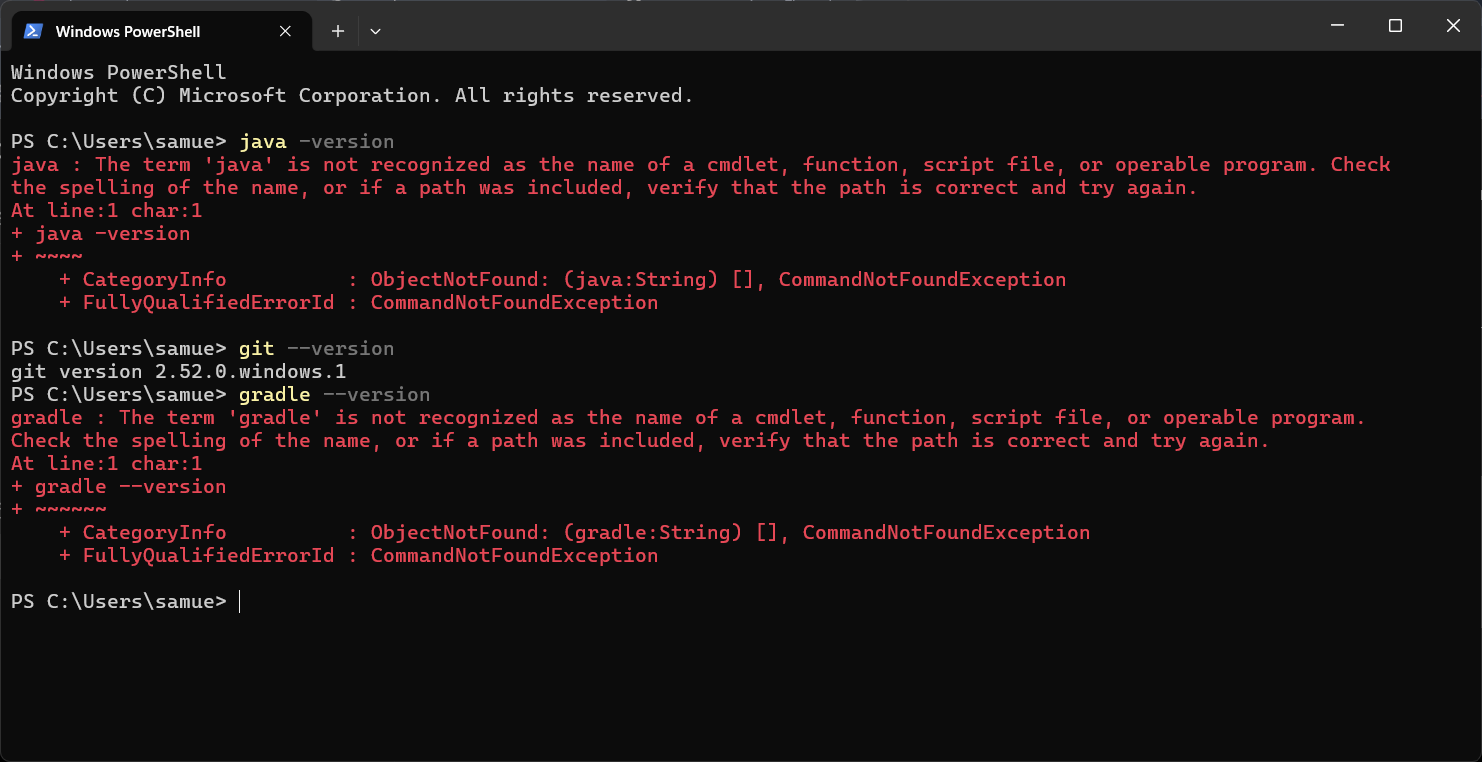 Windows PowerShell
Windows PowerShell
Copyright (C) Microsoft Corporation. All rights reserved.
PS C:\Users\samue> java -version
java : The term 'java' is not recognized as the name of a cmdlet, function, script file, or operable program. Check
the spelling of the name, or if a path was included, verify that the path is correct and try again.
At line:1 char:1
+ java -version
+ ~~~~
    + CategoryInfo          : ObjectNotFound: (java:String) [], CommandNotFoundException
    + FullyQualifiedErrorId : CommandNotFoundException
PS C:\Users\samue> git --version
git version 2.52.0.windows.1
PS C:\Users\samue> gradle --version
gradle : The term 'gradle' is not recognized as the name of a cmdlet, function, script file, or operable program.
Check the spelling of the name, or if a path was included, verify that the path is correct and try again.
At line:1 char:1
+ gradle --version
+ ~~~~~~
    + CategoryInfo          : ObjectNotFound: (gradle:String) [], CommandNotFoundException
    + FullyQualifiedErrorId : CommandNotFoundException
PS C:\Users\samue>